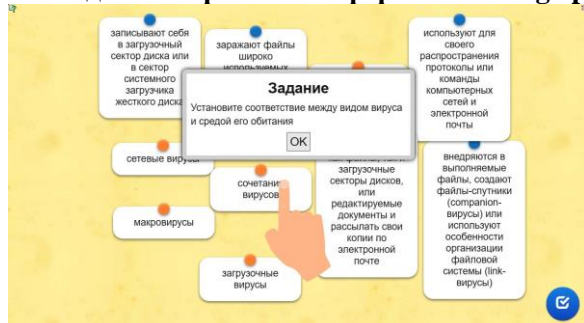 записывают себя
в загрузочный
сектор диска или
в сектор
системного
загрузчика
жесткого диска
заражают файлы
широко
используемых
используют для
своего
распространения
протоколы или
команды
компьютерных
сетей и
электронной
почты
Задание
Установите соответствие между видом вируса
и средой его обитания
OK
сетевые вирусы
сочетание
вирусов
макровирусы
загрузочные
вирусы
загрузочные
секторы дисков,
или
редактируемые
документы и
рассылать свои
копии по
электронной
почте
внедряются в
выполняемые
файлы, создают
файлы-спутники
(companion-
вирусы) или
используют
особенности
организации
файловой
системы (link-
вирусы)